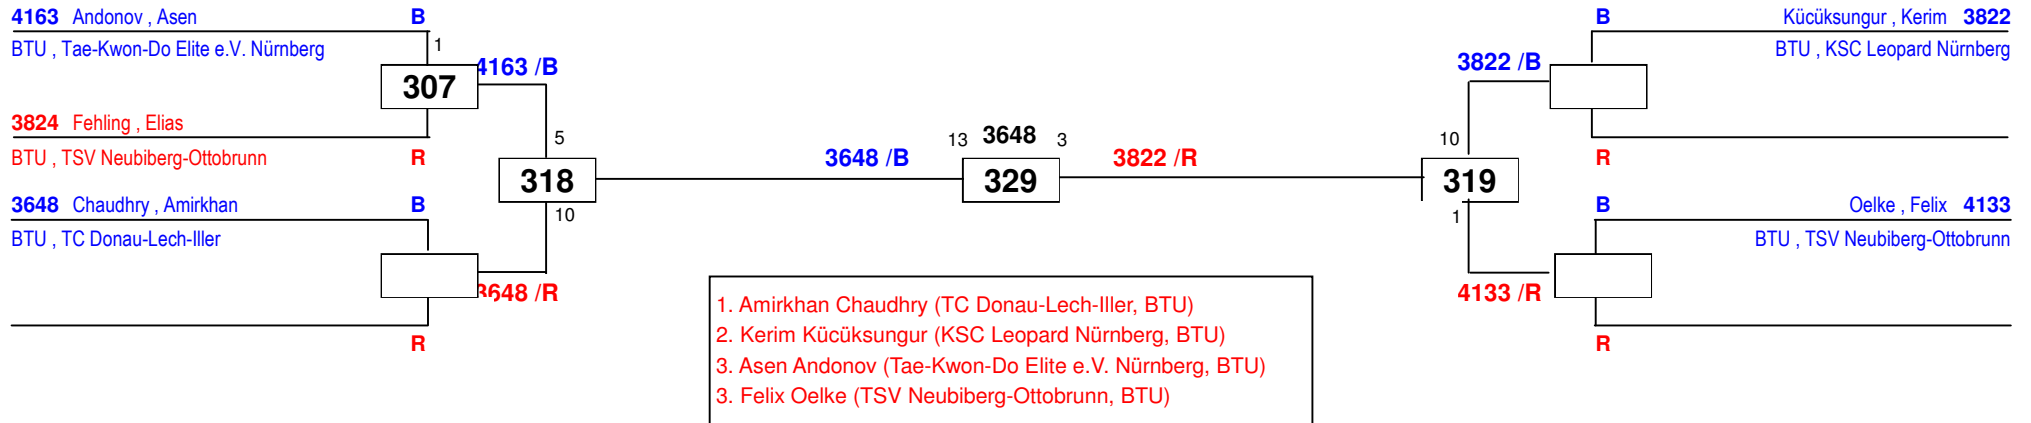 4163 Andonov , Asen B
BTU , Tae-Kwon-Do Elite e.V. Nürnberg
1
307
4163 /B
3824 Fehling , Elias
BTU , TSV Neubiberg-Ottobrunn R
5
318
10
3648 Chaudhry , Amirkhan B
BTU , TC Donau-Lech-Iller
3648 /R
R
3648 /B
13 3648 3
329
3822 /R
B Kücüksungur , Kerim 3822
BTU , KSC Leopard Nürnberg
3822 /B
R
10
319
1
B Oelke , Felix 4133
BTU , TSV Neubiberg-Ottobrunn
4133 /R
R
1. Amirkhan Chaudhry (TC Donau-Lech-Iller, BTU)
2. Kerim Kücüksungur (KSC Leopard Nürnberg, BTU)
3. Asen Andonov (Tae-Kwon-Do Elite e.V. Nürnberg, BTU)
3. Felix Oelke (TSV Neubiberg-Ottobrunn, BTU)